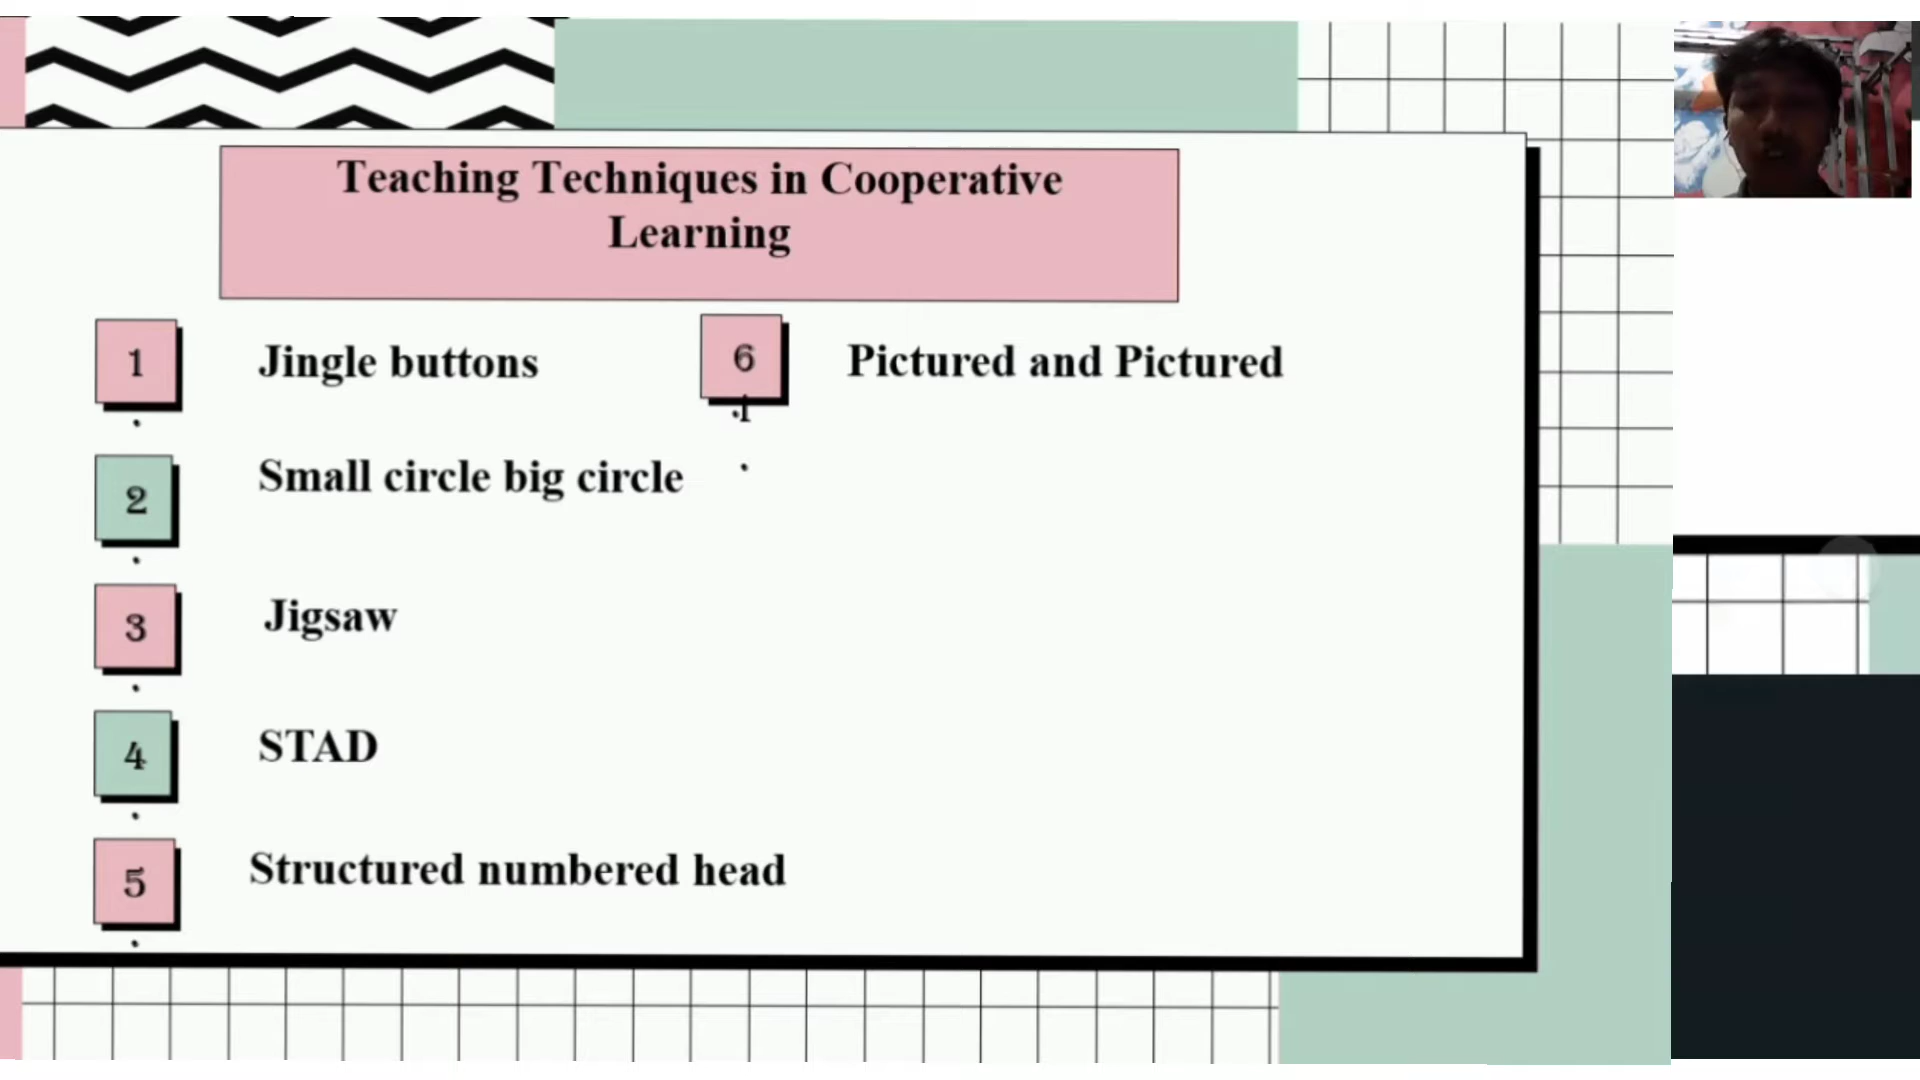 Teaching Techniques in Cooperative
Learning
1
.
Jingle buttons
2
.
Small circle big circle
3
.
Jigsaw
4
.
STAD
5
.
Structured numbered head
6
.1
.
Pictured and Pictured